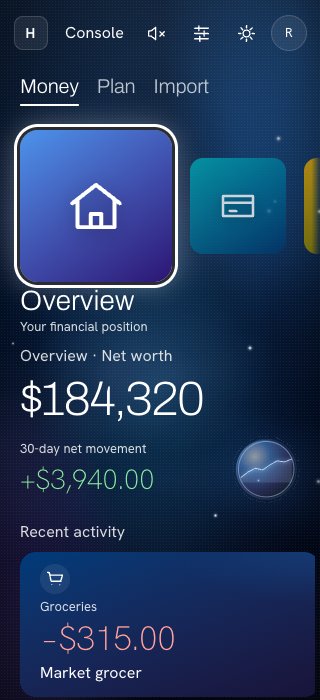 H Console R
Money Plan Import
Overview
Your financial position
Overview · Net worth
$184,320
30-day net movement
+$3,940.00
Recent activity
Groceries
−$315.00
Market grocer